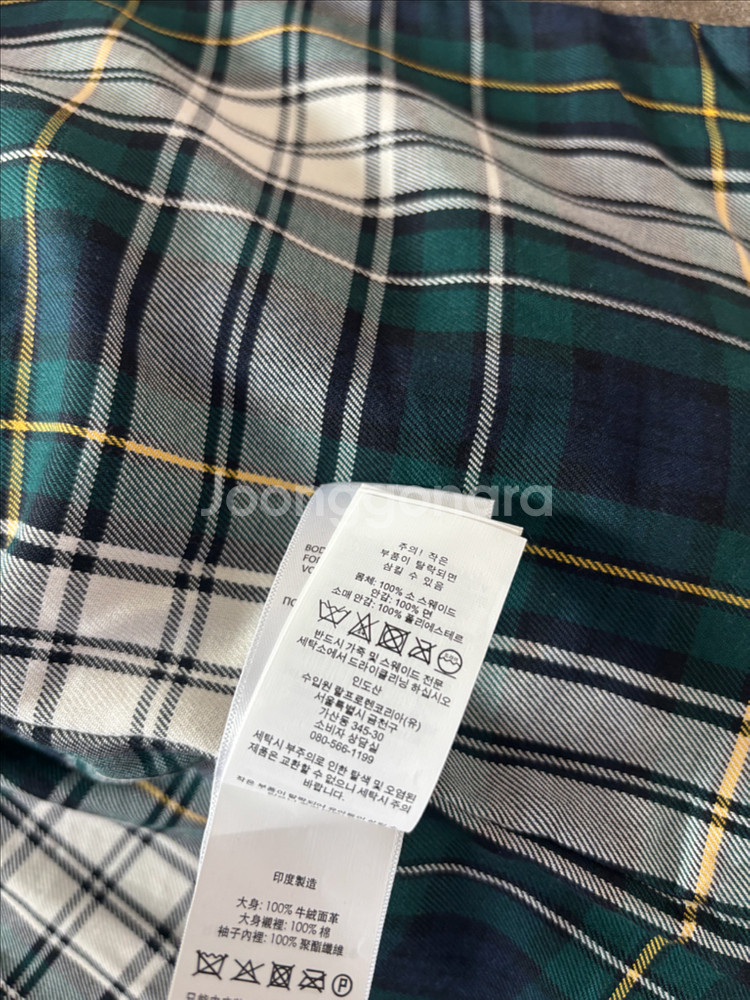 Joonggonara
BOD
FO
VO
ПО
주의! 작은
부품이 탈락되면
삼킬 수 있음
몸체: 100% 소 스웨이드
안감: 100% 면
소매 안감: 100% 폴리에스테르
반드시 가죽 및 스웨이드 전문
세탁소에서 드라이클리닝 하십시오
인도산
수입원 랄프로렌코리아(유)
서울특별시 금천구
가산동 345-30
소비자 상담실
080-566-1199
세탁시 부주의로 인한 탈색 및 오염된
제품은 교환할 수 없으니 세탁시 주의
바랍니다.
印度製造
大身: 100% 牛絨面革
大身襯裡: 100% 棉
袖子內裡: 100% 聚酯纖維
P